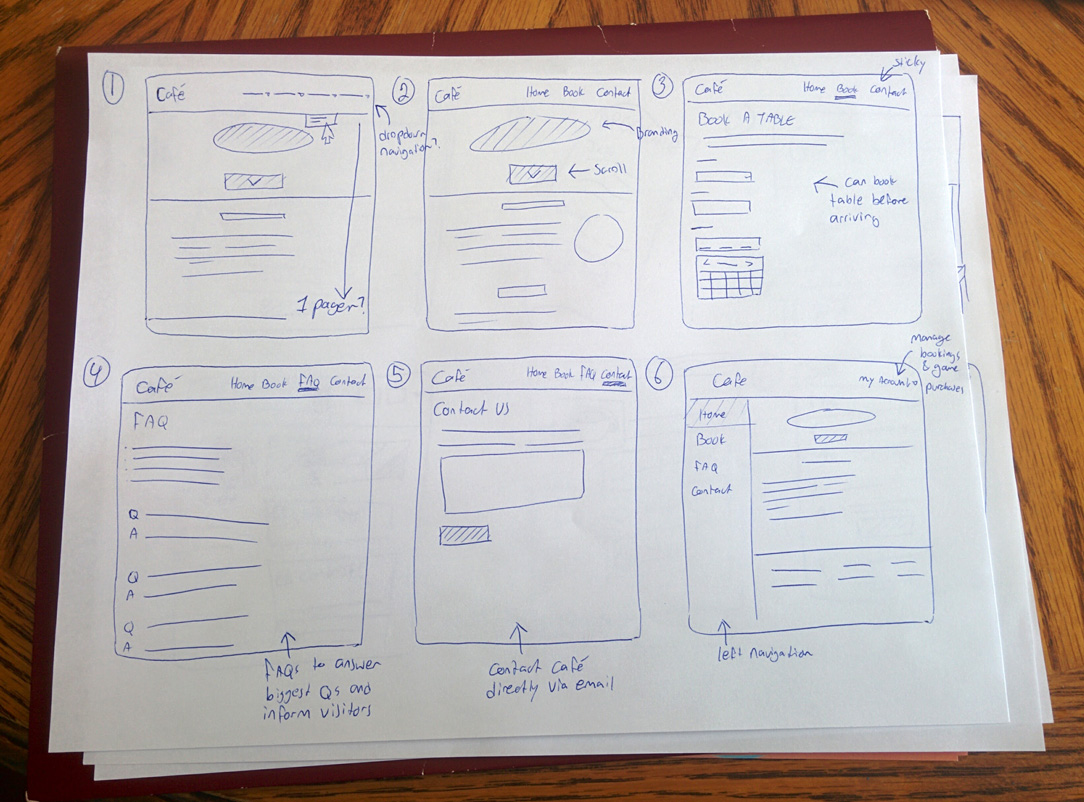 1
Café
dropdown
navigation?
1 pager?
2
Café Home Book Contact
Branding
Scroll
3
sticky
Café Home Book Contact
BOOK A TABLE
< >
Can book
table before
arriving
4
Café Home Book FAQ Contact
FAQ
Q
A
Q
A
Q
A
FAQs to answer
biggest Qs and
inform visitors
5
Café Home Book FAQ Contact
Contact US
Contact Café
directly via email
6
manage
bookings
& game
purchases
Cafe My Account
Home
Book
FAQ
Contact
left navigation